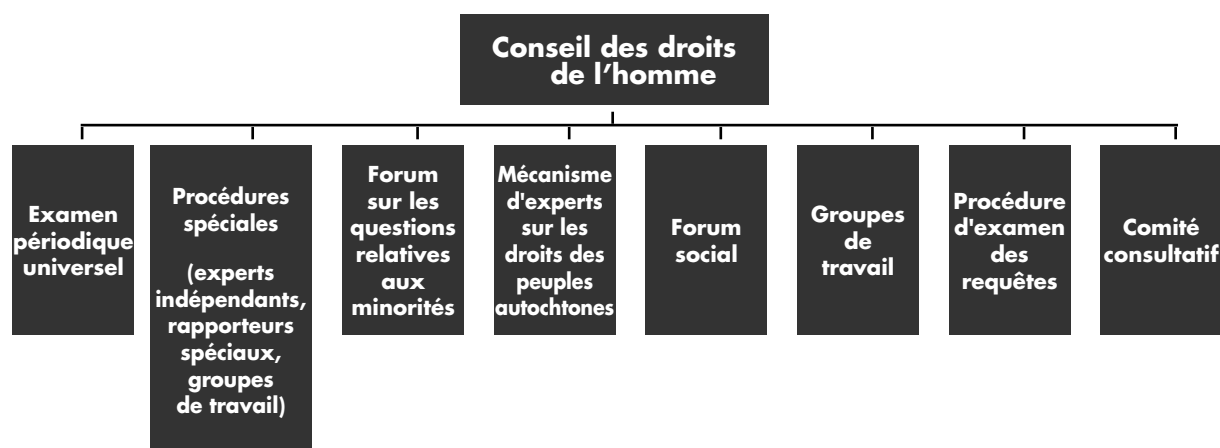 Conseil des droits
de l’homme
Examen
périodique
universel
Procédures
spéciales
(experts
indépendants,
rapporteurs
spéciaux,
groupes
de travail)
Forum
sur les
questions
relatives
aux
minorités
Mécanisme
d'experts
sur les
droits des
peuples
autochtones
Forum
social
Groupes
de
travail
Procédure
d'examen
des
requêtes
Comité
consultatif